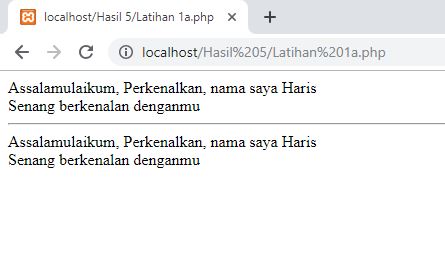 localhost/Hasil 5/Latihan 1a.php
localhost/Hasil%205/Latihan%201a.php
Assalamulaikum, Perkenalkan, nama saya Haris
Senang berkenalan denganmu
Assalamulaikum, Perkenalkan, nama saya Haris
Senang berkenalan denganmu